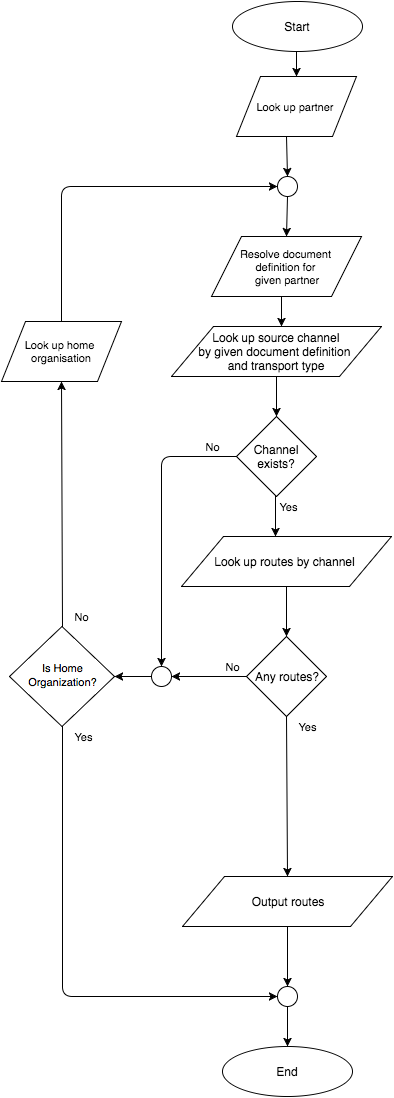 Start
Look up partner
Resolve document
definition for
given partner
Look up source channel
by given document definition
and transport type
Look up home
organisation
Channel
exists?
No
Yes
Look up routes by channel
No
Is Home
Organization?
No
Any routes?
Yes
Yes
Output routes
End